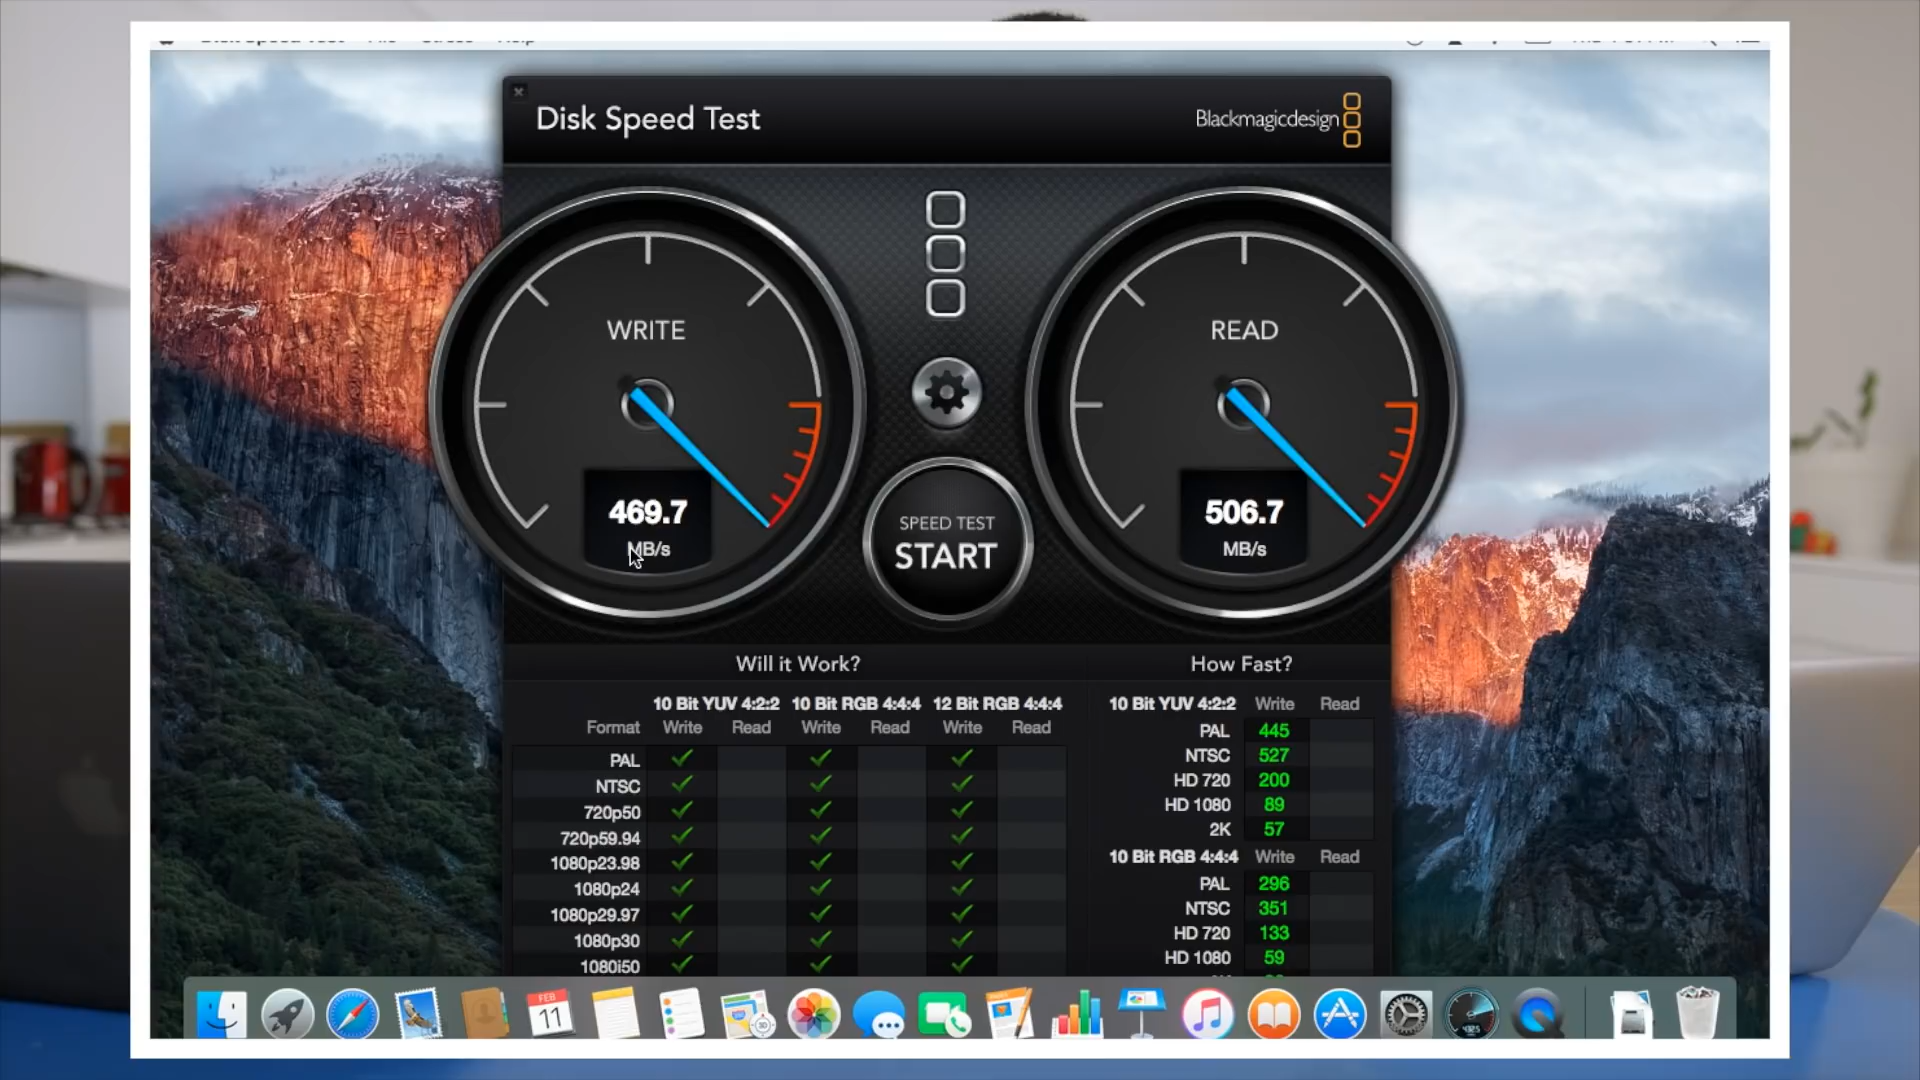 Disk Speed Test
Blackmagicdesign
WRITE
READ
469.7
MB/s
SPEED TEST
START
506.7
MB/s
Will it Work?
How Fast?
10 Bit YUV 4:2:2 10 Bit RGB 4:4:4 12 Bit RGB 4:4:4
Format Write Read Write Read Write Read
PAL
NTSC
720p50
720p59.94
1080p23.98
1080p24
1080p29.97
1080p30
1080i50
10 Bit YUV 4:2:2 Write Read
PAL 445
NTSC 527
HD 720 200
HD 1080 89
2K 57
10 Bit RGB 4:4:4 Write Read
PAL 296
NTSC 351
HD 720 133
HD 1080 59
FEB
11